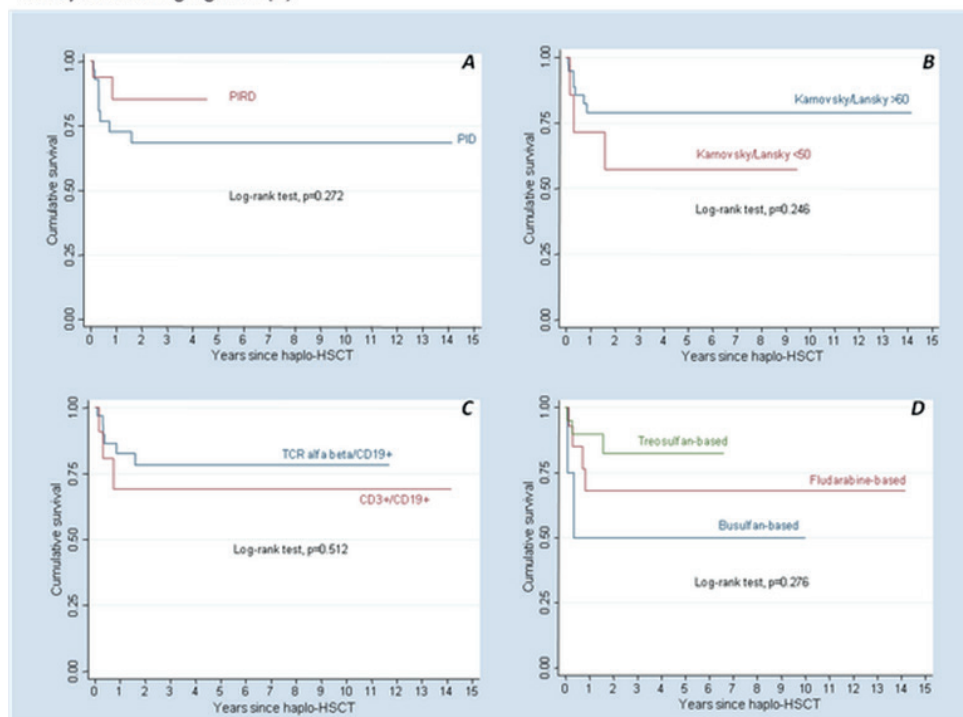 A
1.00
0.75
0.50
0.25
0.00
Cumulative survival
PIRD
PID
Log-rank test, p=0.272
0 1 2 3 4 5 6 7 8 9 10 11 12 13 14 15
Years since haplo-HSCT
B
1.00
0.75
0.50
0.25
0.00
Cumulative survival
Karnovsky/Lansky >60
Karnovsky/Lansky <50
Log-rank test, p=0.246
0 1 2 3 4 5 6 7 8 9 10 11 12 13 14 15
Years since haplo-HSCT
C
1.00
0.75
0.50
0.25
0.00
Cumulative survival
TCR alfa beta/CD19+
CD3+/CD19+
Log-rank test, p=0.512
0 1 2 3 4 5 6 7 8 9 10 11 12 13 14 15
Years since haplo-HSCT
D
1.00
0.75
0.50
0.25
0.00
Cumulative survival
Treosulfan-based
Fludarabine-based
Busulfan-based
Log-rank test, p=0.276
0 1 2 3 4 5 6 7 8 9 10 11 12 13 14 15
Years since haplo-HSCT